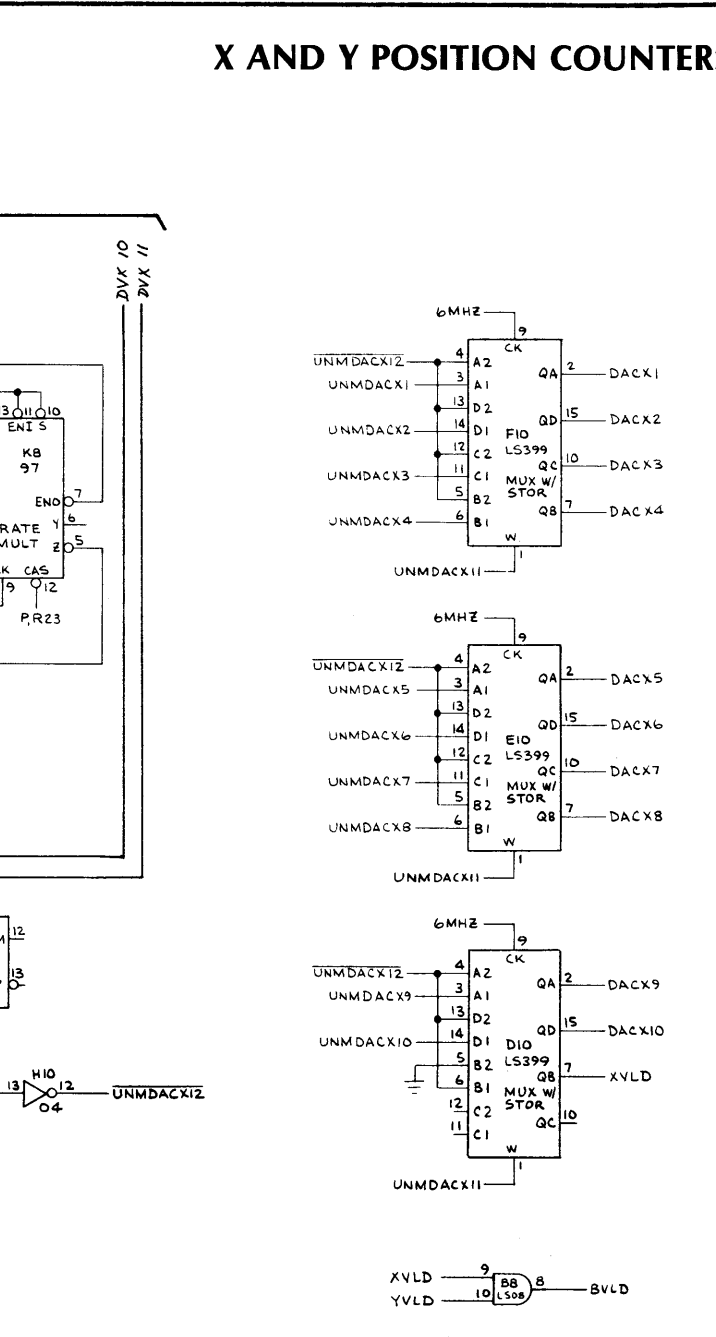 X AND Y POSITION COUNTER
DVX 10
DVX 11
13 11 10
EN1 S
K8
97
ENO 7
Y 6
RATE
MULT Z 5
K CAS
9 12
P,R23
12
13
H10
13 12
04
UNMDACX12
6MHZ
9
CK
UNMDACX12 4 A2
QA 2 DACX1
UNMDACX1 3 A1
13 D2
QD 15 DACX2
UNMDACX2 14 D1
F10
12 C2
LS399
QC 10 DACX3
UNMDACX3 11 C1
MUX W/
STOR
5 B2
QB 7 DACX4
UNMDACX4 6 B1
W
1
UNMDACX11
6MHZ
9
CK
UNMDACX12 4 A2
QA 2 DACX5
UNMDACX5 3 A1
13 D2
QD 15 DACX6
UNMDACX6 14 D1
E10
12 C2
LS399
QC 10 DACX7
UNMDACX7 11 C1
MUX W/
STOR
5 B2
QB 7 DACX8
UNMDACX8 6 B1
W
1
UNMDACX11
6MHZ
9
CK
UNMDACX12 4 A2
QA 2 DACX9
UNMDACX9 3 A1
13 D2
QD 15 DACX10
UNMDACX10 14 D1
D10
5 B2
LS399
QB 7 XVLD
6 B1
MUX W/
STOR
12 C2
QC 10
11 C1
W
1
UNMDACX11
XVLD 9
B8
LS08
8 BVLD
YVLD 10